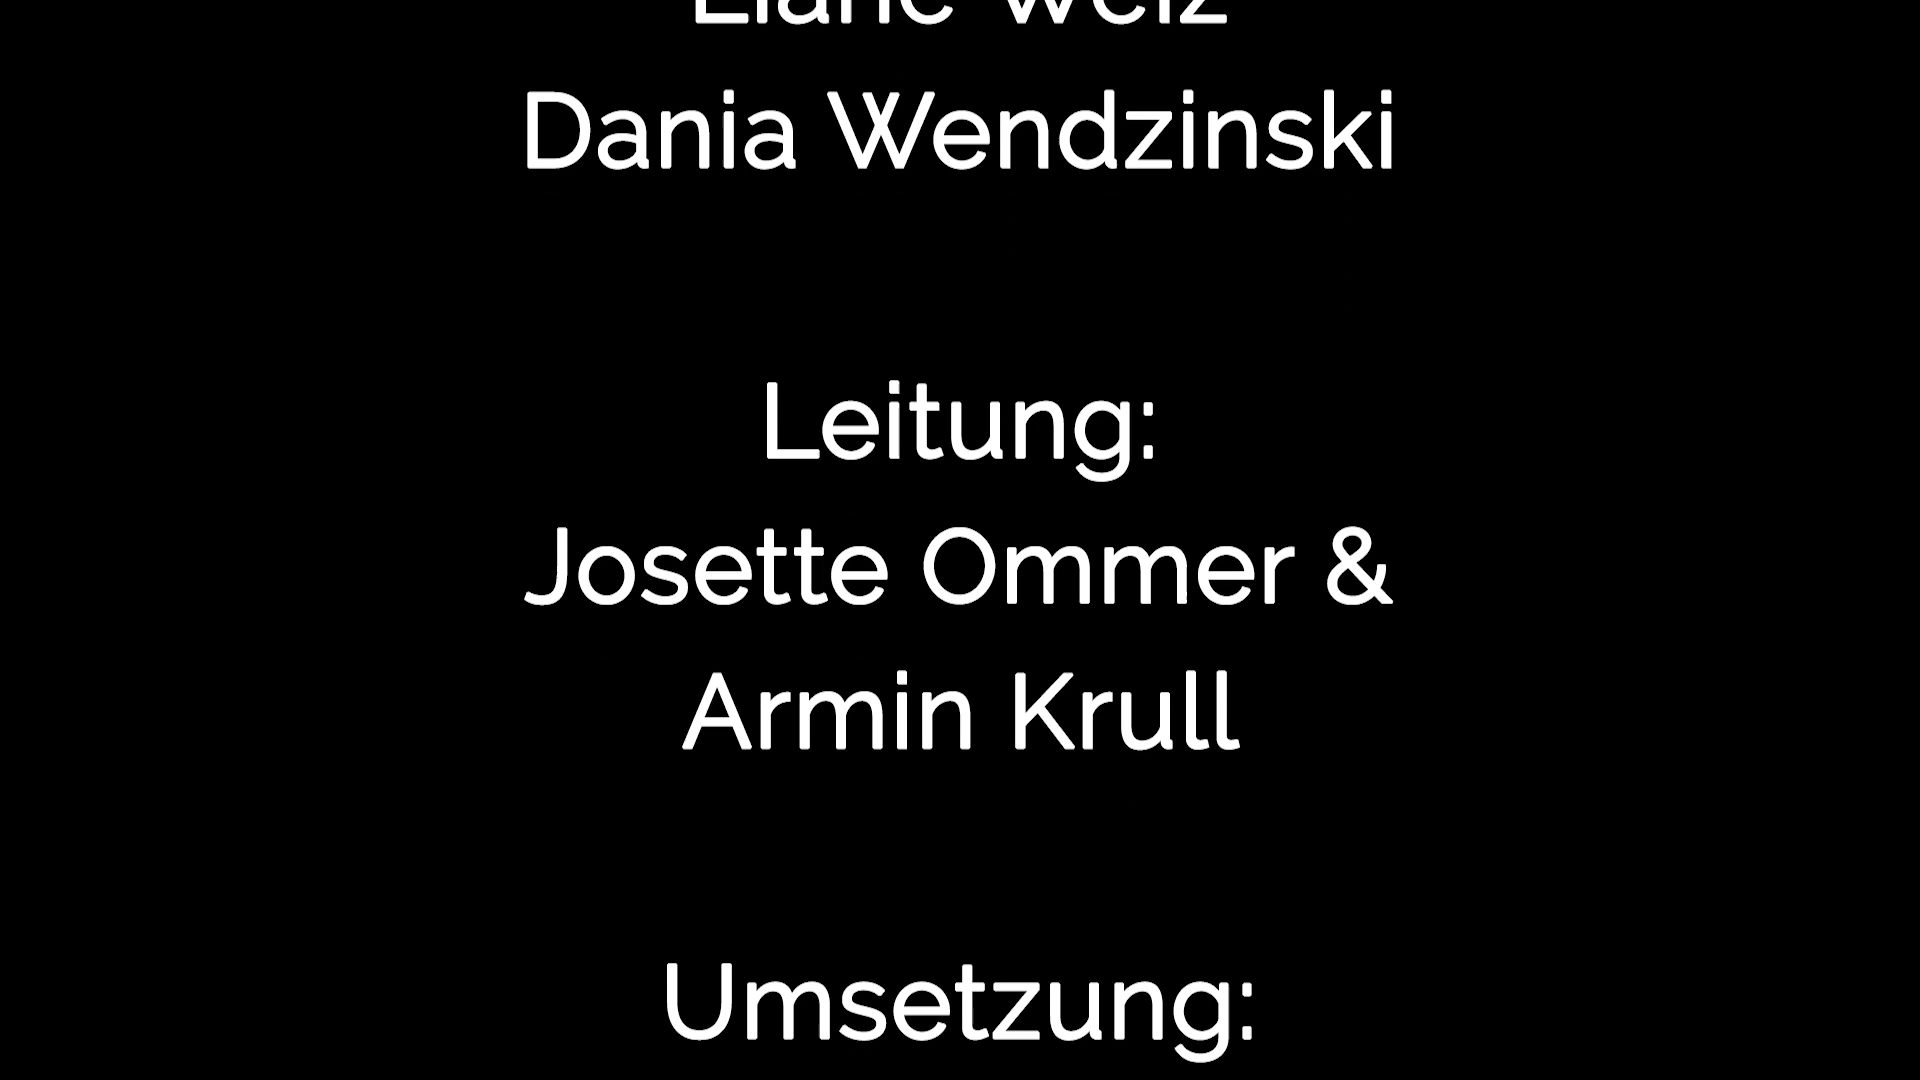 Dania Wendzinski
Leitung:
Josette Ommer &
Armin Krull
Umsetzung: